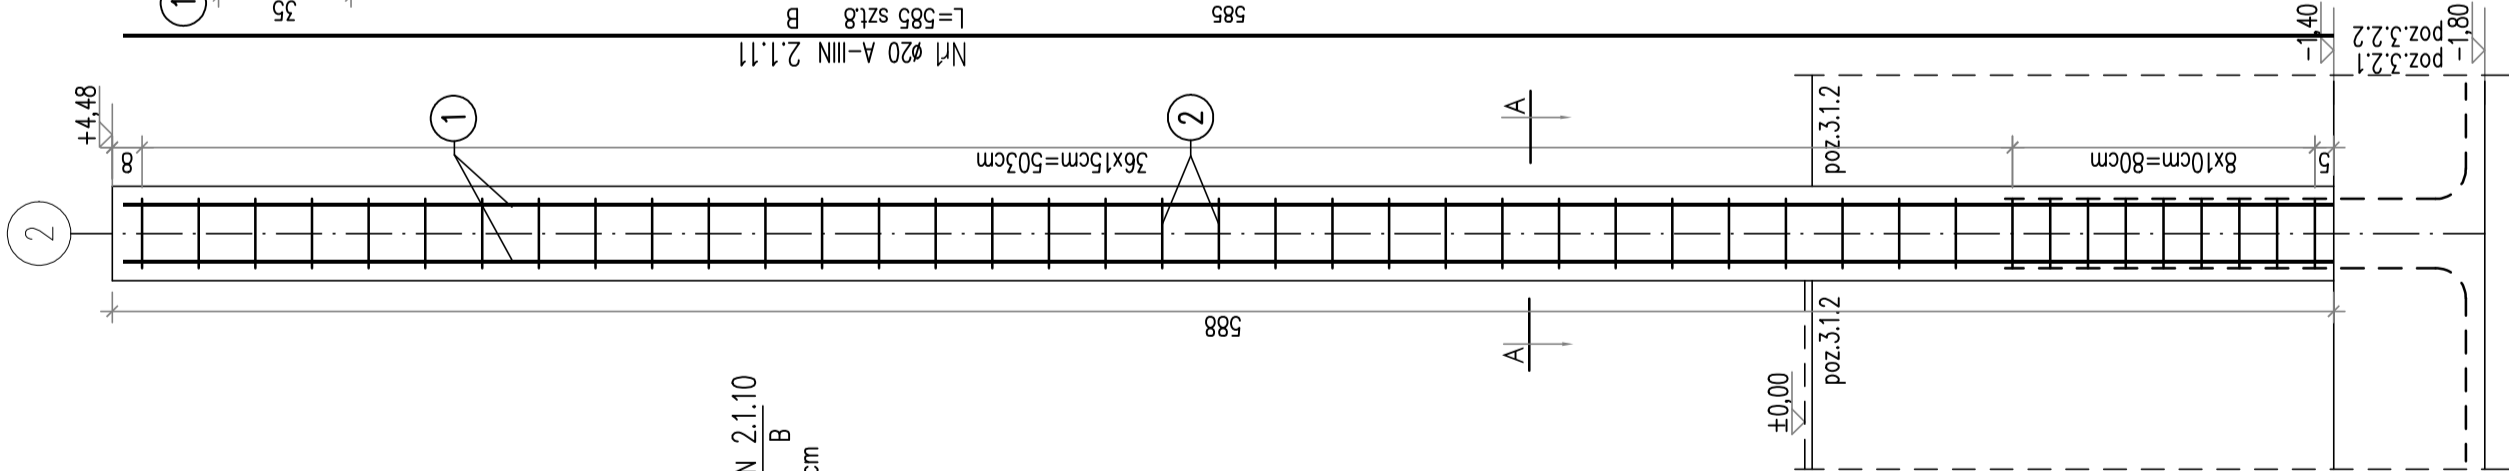 1
35
L=585 szt.8 B
585
Nr1 ø20 A-IIIN 2.1.11
-1,40
poz.3.2.1
poz.3.2.2
-1,80
+4,48
1
2
A
poz.3.1.2
8
36x15cm=503cm
8x10cm=80cm
5
2
588
A
poz.3.1.2
±0,00
N 2.1.10
B
cm